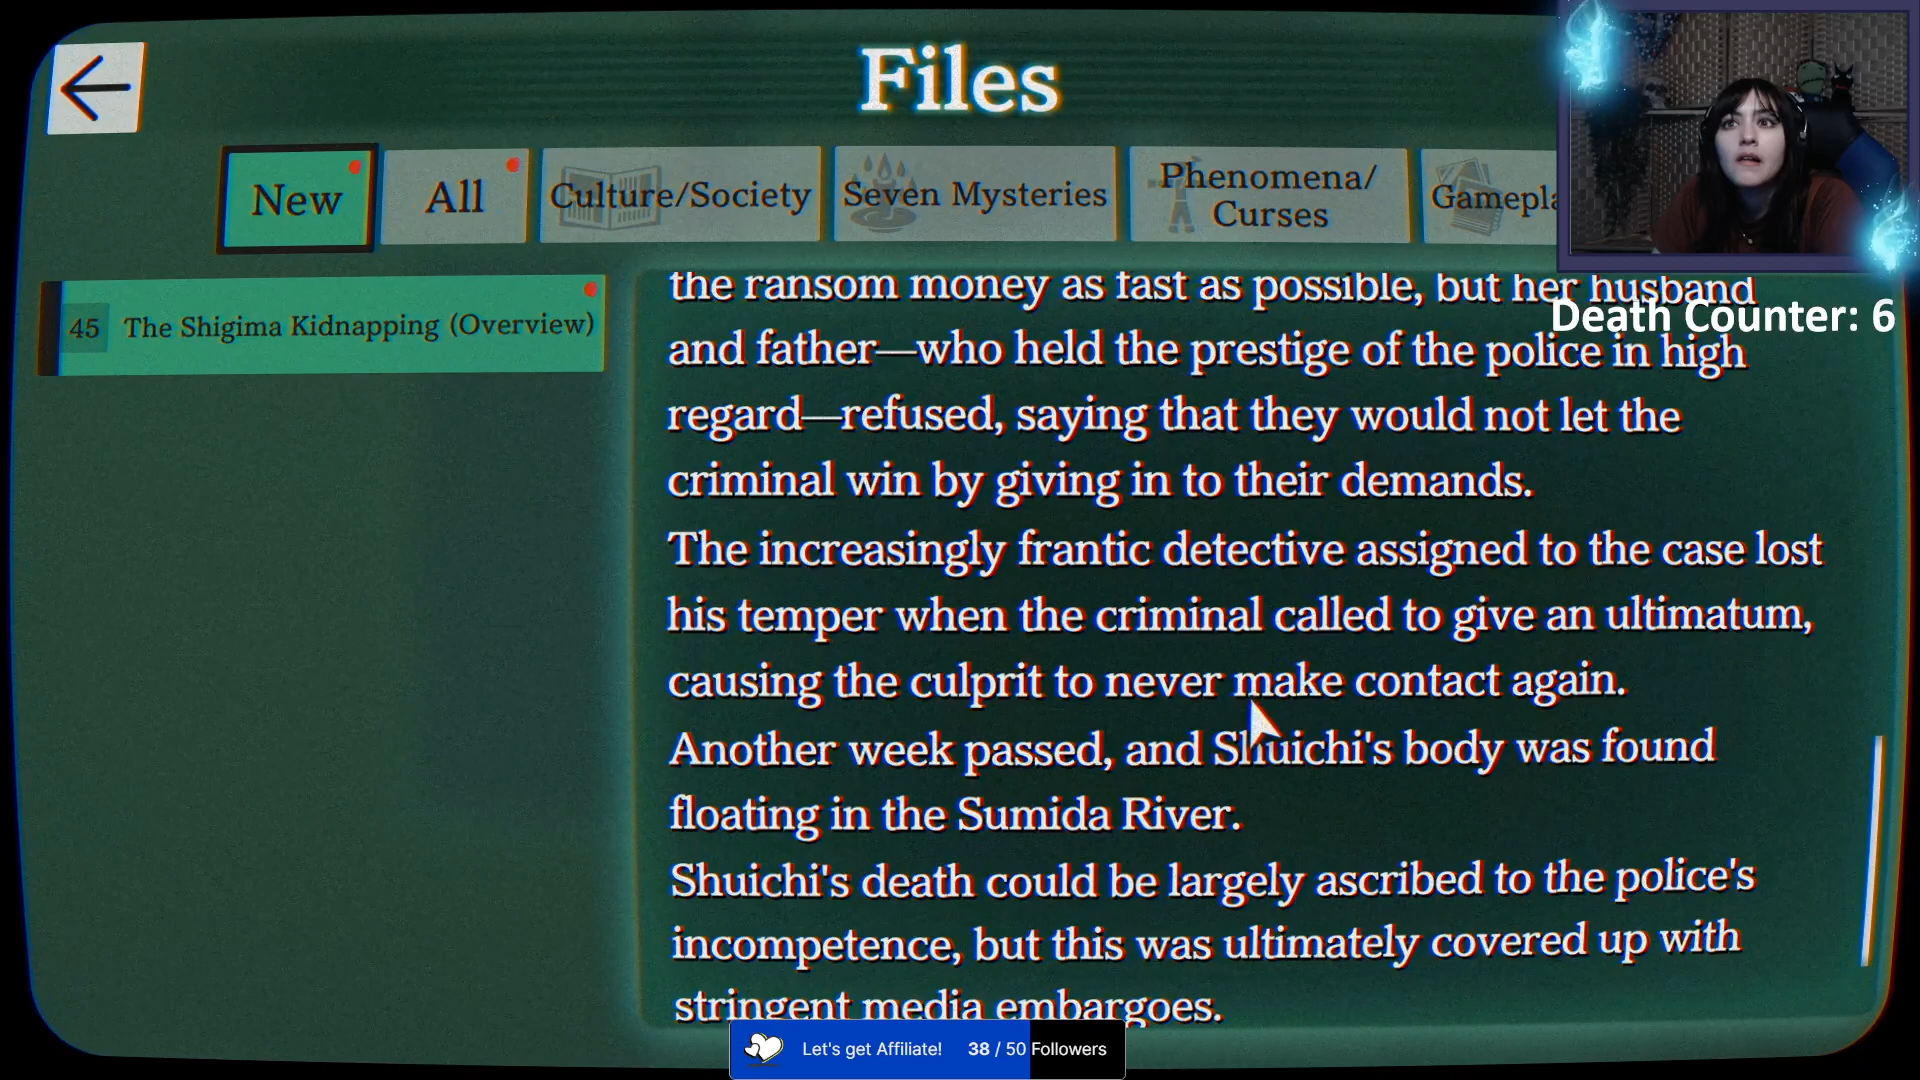 Files
New
All
Culture/Society
Seven Mysteries
Phenomena/
Curses
45 The Shigima Kidnapping (Overview)
the ransom money as fast as possible, but her husband
Death Counter: 6
and father—who held the prestige of the police in high
regard—refused, saying that they would not let the
criminal win by giving in to their demands.
The increasingly frantic detective assigned to the case lost
his temper when the criminal called to give an ultimatum,
causing the culprit to never make contact again.
Another week passed, and Shuichi's body was found
floating in the Sumida River.
Shuichi's death could be largely ascribed to the police's
incompetence, but this was ultimately covered up with
stringent media embargoes.
Let's get Affiliate! 38 / 50 Followers